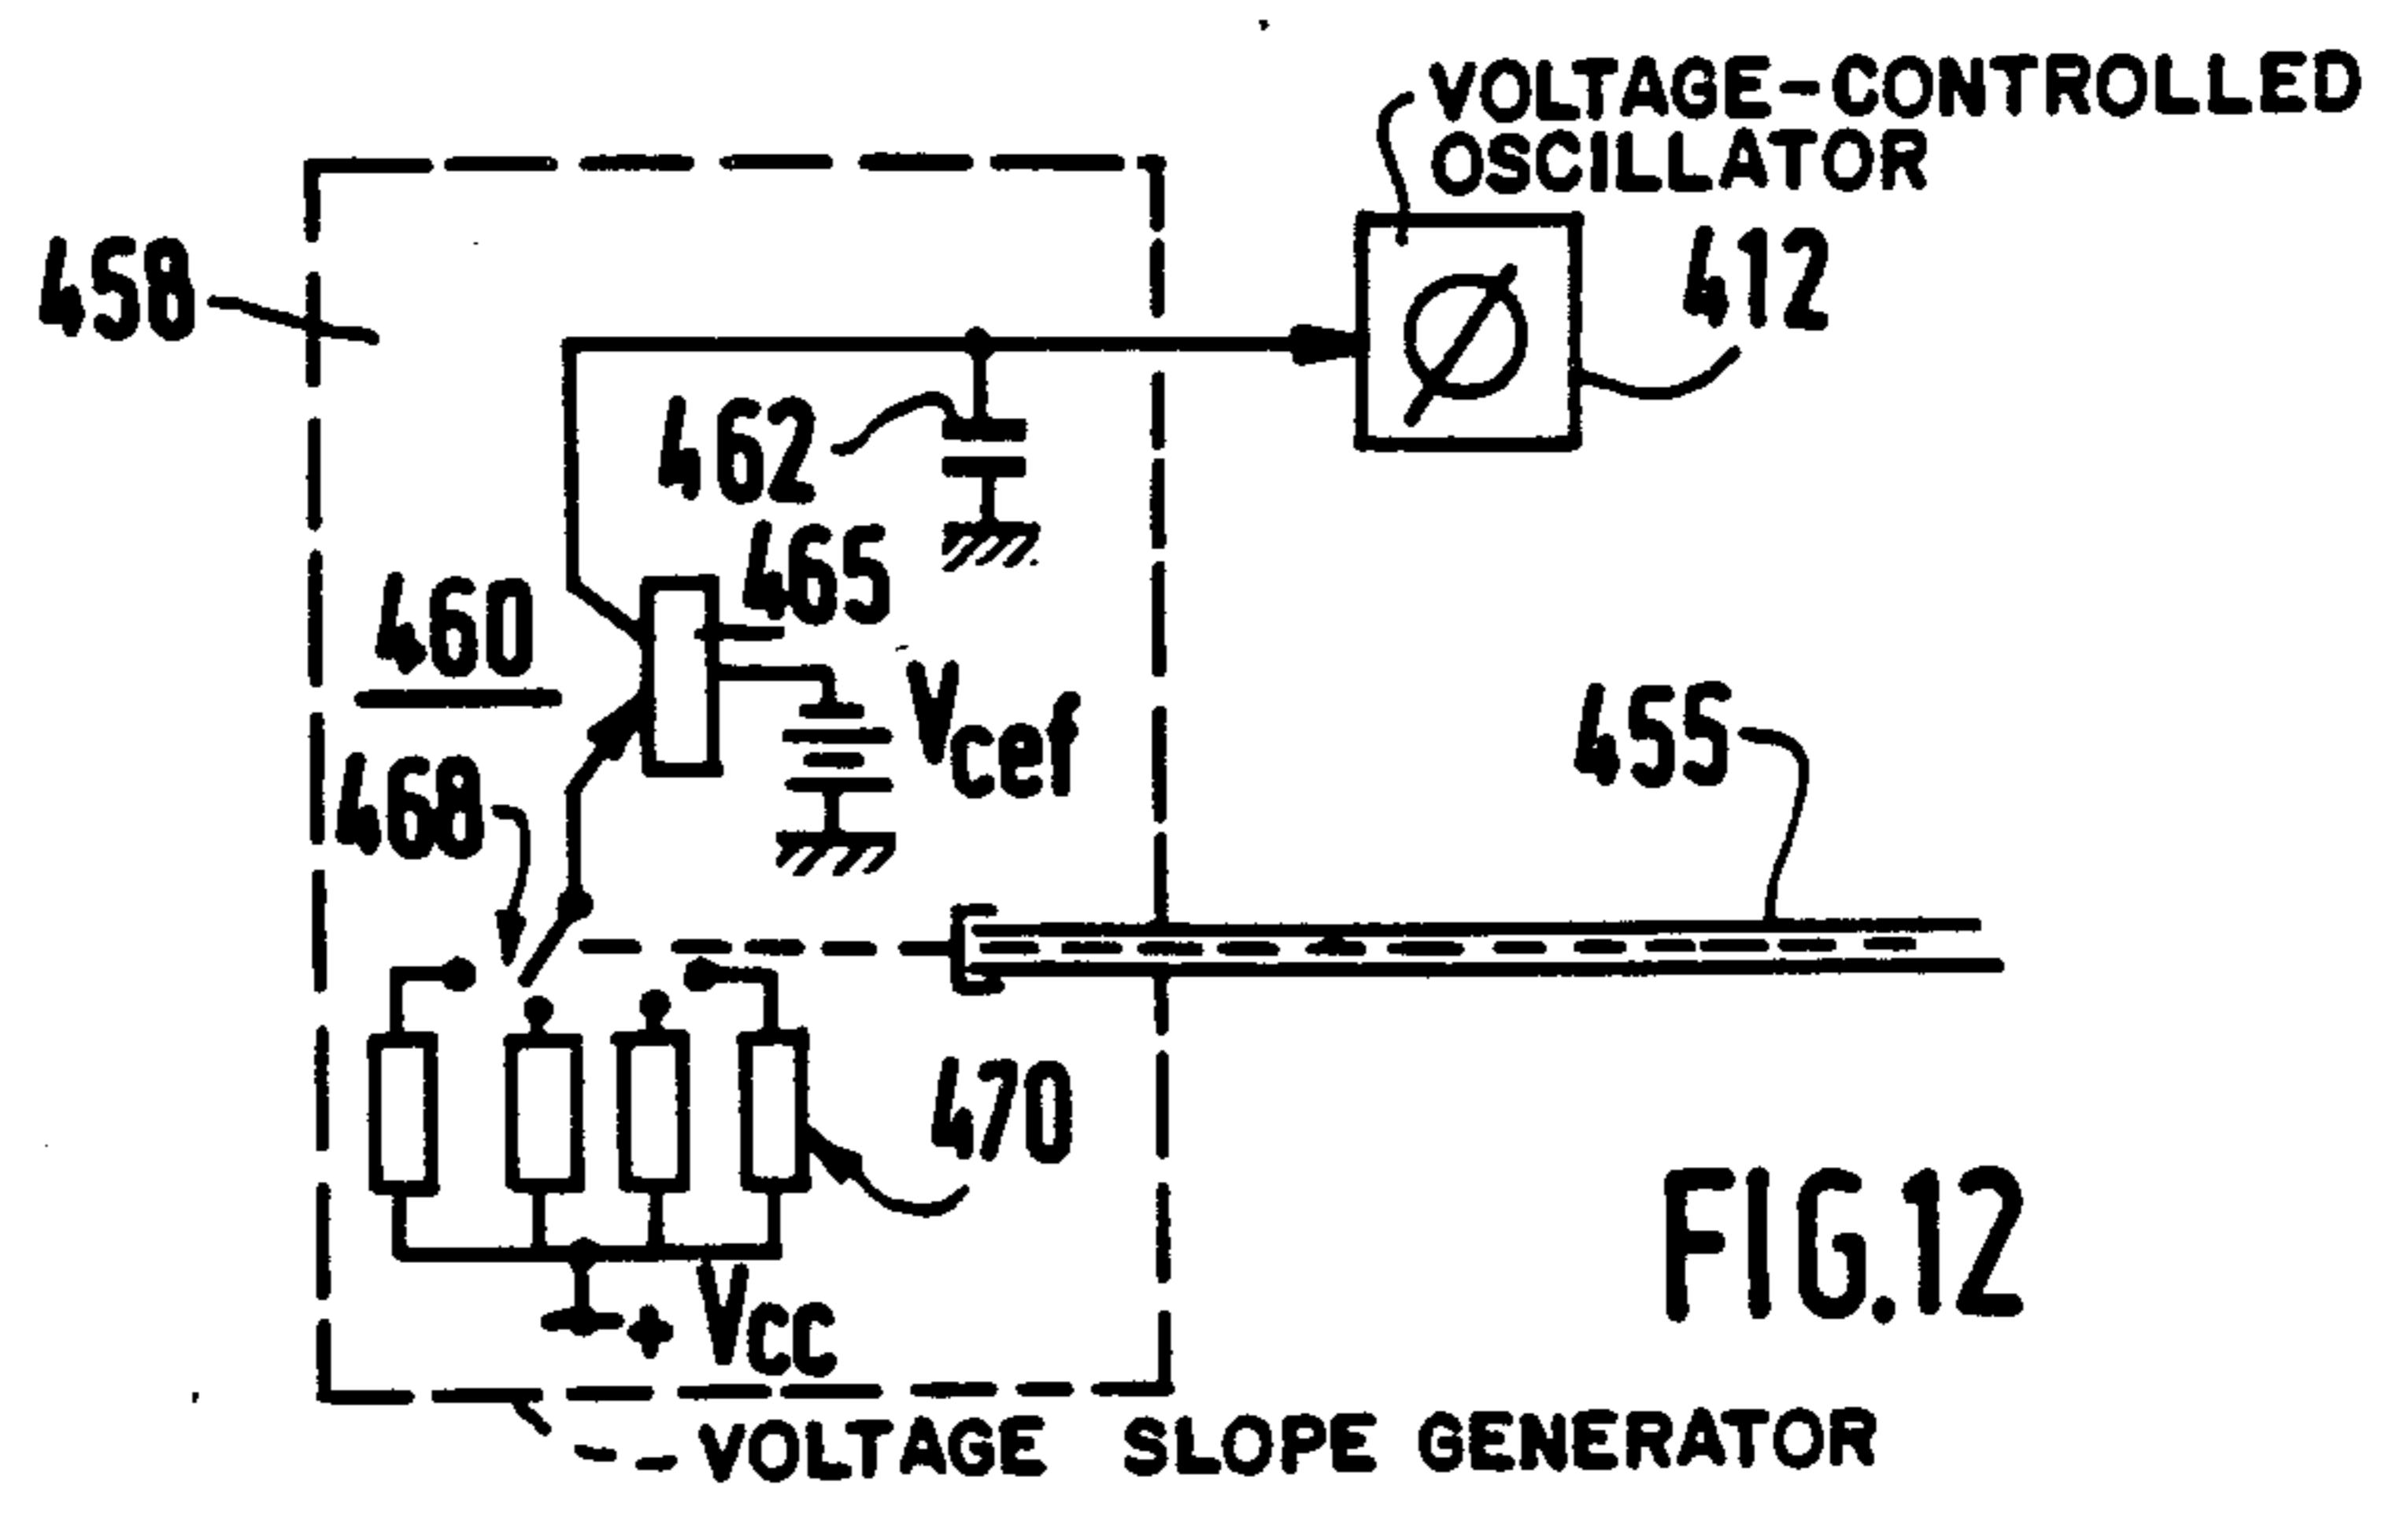 VOLTAGE-CONTROLLED
OSCILLATOR
458
412
462
465
460
Vcef
455
468
470
+ Vcc
FIG.12
VOLTAGE SLOPE GENERATOR